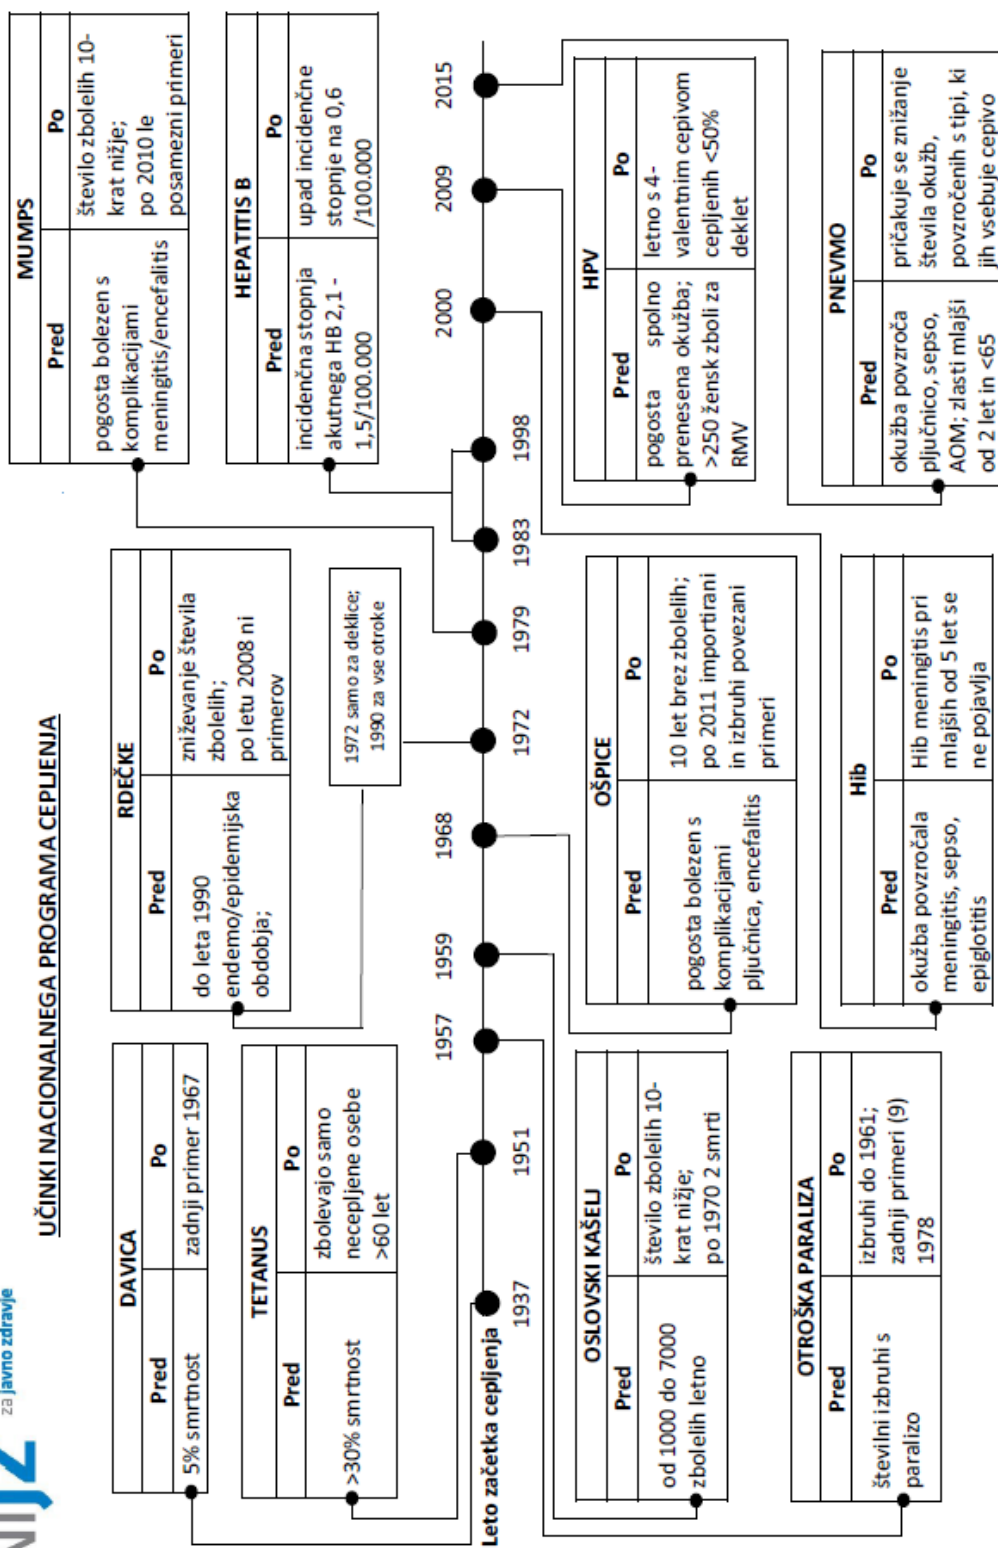 NIJZ
za javno zdravje
UČINKI NACIONALNEGA PROGRAMA CEPLJENJA
DAVICA
Pred
Po
5% smrtnost
zadnji primer 1967
TETANUS
Pred
Po
>30% smrtnost
zbolevajo samo
necepljene osebe
>60 let
RDEČKE
Pred
Po
do leta 1990
endemo/epidemijska
obdobja;
zniževanje števila
zbolelih;
po letu 2008 ni
primerov
1972 samo za deklice;
1990 za vse otroke
MUMPS
Pred
Po
pogosta bolezen s
komplikacijami
meningitis/encefalitis
število zbolelih 10-
krat nižje;
po 2010 le
posamezni primeri
HEPATITIS B
Pred
Po
incidenčna stopnja
akutnega HB 2,1 -
1,5/100.000
upad incidenčne
stopnje na 0,6
/100.000
Leto začetka cepljenja
1937
1951
1957
1959
1968
1972
1979
1983
1998
2000
2009
2015
OSLOVSKI KAŠELJ
Pred
Po
od 1000 do 7000
zbolelih letno
število zbolelih 10-
krat nižje;
po 1970 2 smrti
OTROŠKA PARALIZA
Pred
Po
številni izbruhi s
paralizo
izbruhi do 1961;
zadnji primeri (9)
1978
OŠPICE
Pred
Po
pogosta bolezen s
komplikacijami
pljučnica, encefalitis
10 let brez zbolelih;
po 2011 importirani
in izbruhi povezani
primeri
Hib
Pred
Po
okužba povzročala
meningitis, sepso,
epiglotitis
Hib meningitis pri
mlajših od 5 let se
ne pojavlja
HPV
Pred
Po
pogosta spolno
prenesena okužba;
>250 žensk zboli za
RMV
letno s 4-
valentnim cepivom
cepljenih <50%
deklet
PNEVMO
Pred
Po
okužba povzroča
pljučnico, sepso,
AOM; zlasti mlajši
od 2 let in <65
pričakuje se znižanje
števila okužb,
povzročenih s tipi, ki
jih vsebuje cepivo